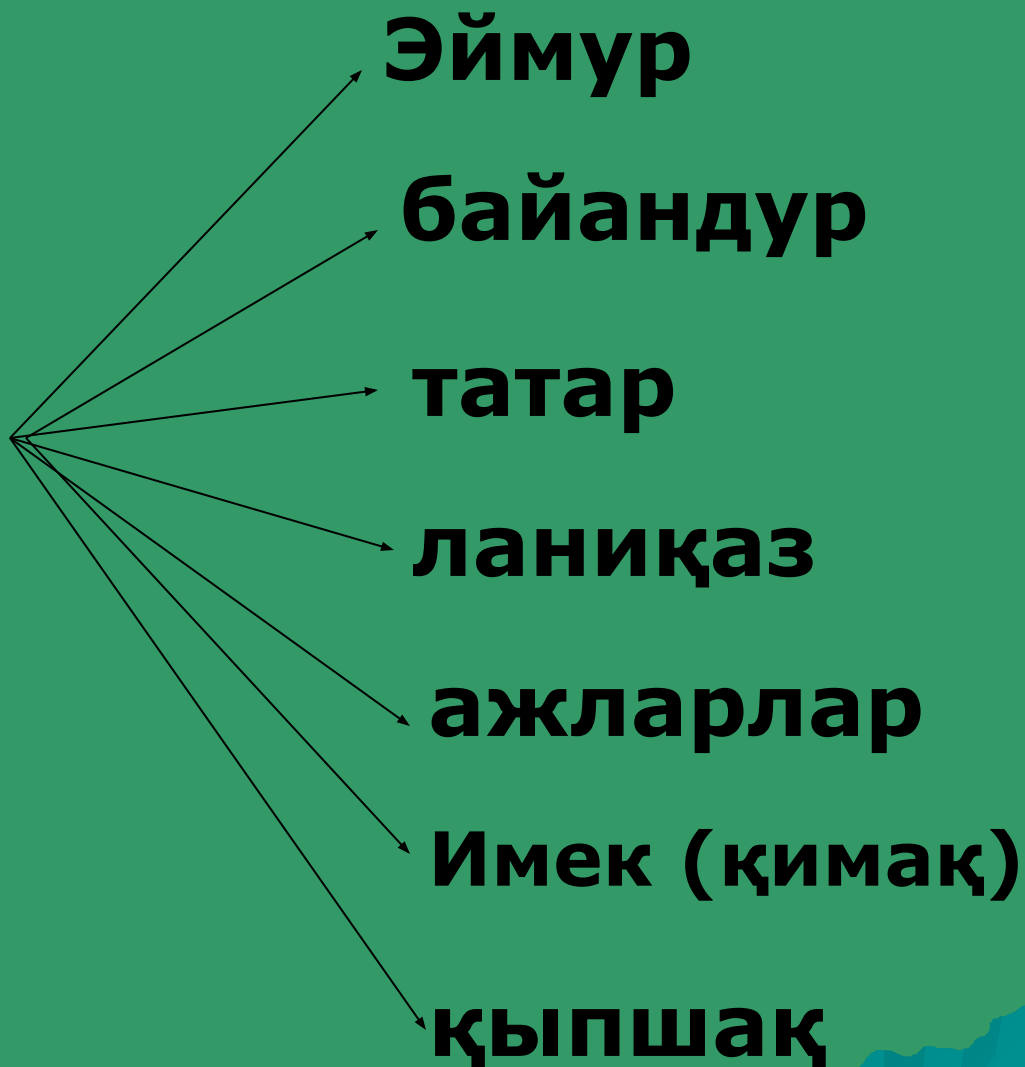 Эймур
байандур
татар
ланиқаз
ажларлар
Имек (қимақ)
қыпшақ